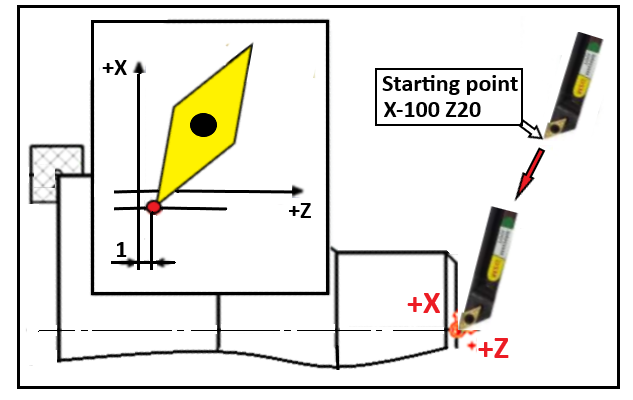 +X
Starting point
X-100 Z20
+Z
1
+X
+Z